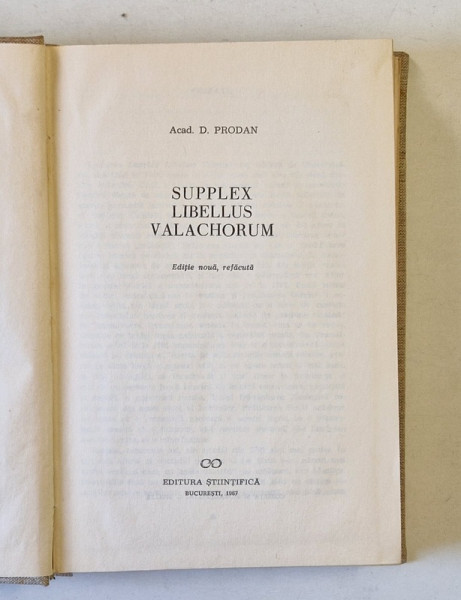 Acad. D. PRODAN
SUPPLEX
LIBELLUS
VALACHORUM
Ediție nouă, refăcută
EDITURA ȘTIINȚIFICĂ
BUCUREȘTI, 1967